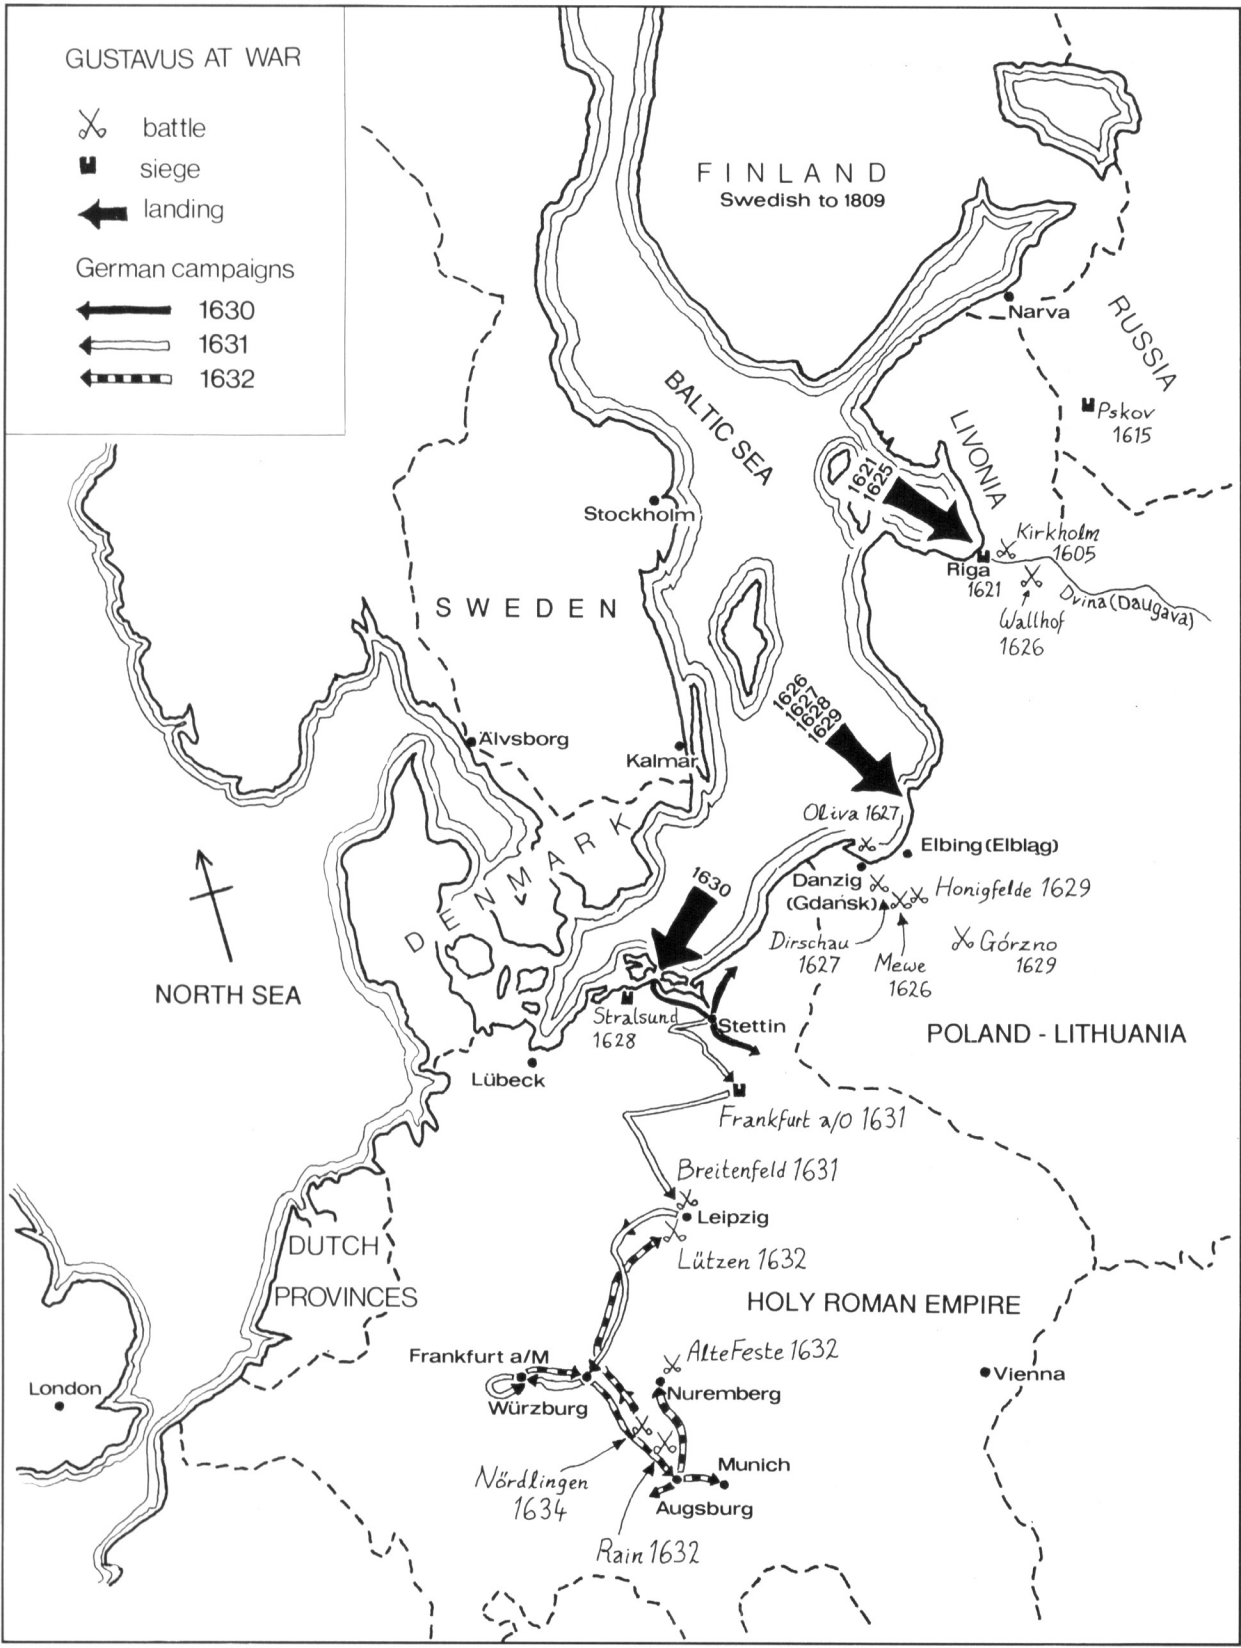 GUSTAVUS AT WAR
battle
siege
landing
German campaigns
1630
1631
1632
FINLAND
Swedish to 1809
Narva
RUSSIA
BALTIC SEA
Pskov
1615
LIVONIA
1621
1625
Stockholm
Kirkholm
1605
Riga
1621
Dvina (Daugava)
Wallhof
1626
SWEDEN
1626
1627
1628
1629
Älvsborg
Kalmar
Oliva 1627
Elbing (Elbląg)
DENMARK
1630
Danzig
(Gdańsk)
Honigfelde 1629
Dirschau
1627
Mewe
1626
Górzno
1629
NORTH SEA
Stralsund
1628
Stettin
POLAND - LITHUANIA
Lübeck
Frankfurt a/O 1631
Breitenfeld 1631
Leipzig
DUTCH
PROVINCES
Lützen 1632
HOLY ROMAN EMPIRE
Frankfurt a/M
Alte Feste 1632
London
Würzburg
Nuremberg
Vienna
Nördlingen
1634
Munich
Augsburg
Rain 1632